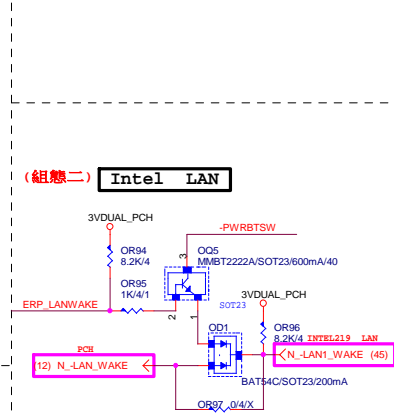 (組態二) Intel LAN
3VDUAL_PCH
-PWRBTSW
OR94
8.2K/4
OQ5
MMBT2222A/SOT23/600mA/40
3
OR95
1K/4/1
SOT23
3VDUAL_PCH
ERP_LANWAKE
2
1
OD1
OR96
8.2K/4 INTEL219 LAN
PCH
(12) N_-LAN_WAKE
N_-LAN1_WAKE (45)
BAT54C/SOT23/200mA
OR97 0/4/X